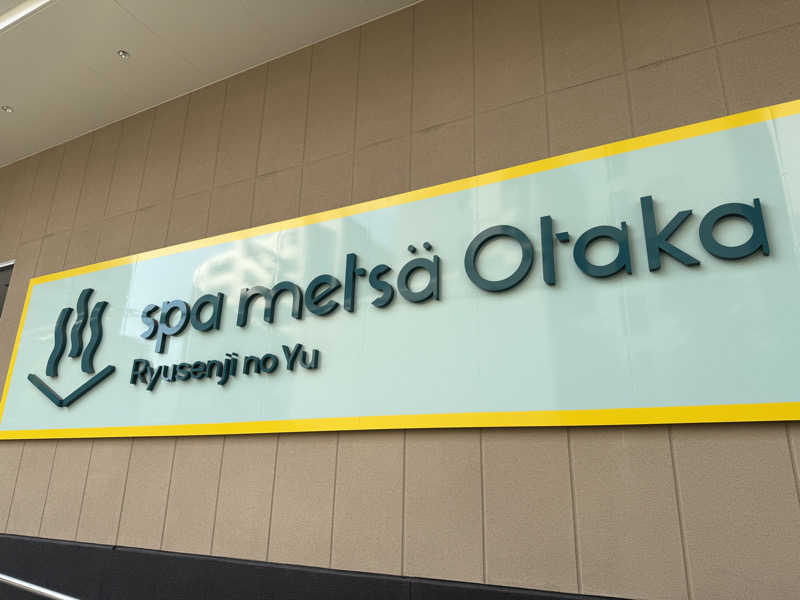 spa metsä Otaka
Ryusenji no Yu